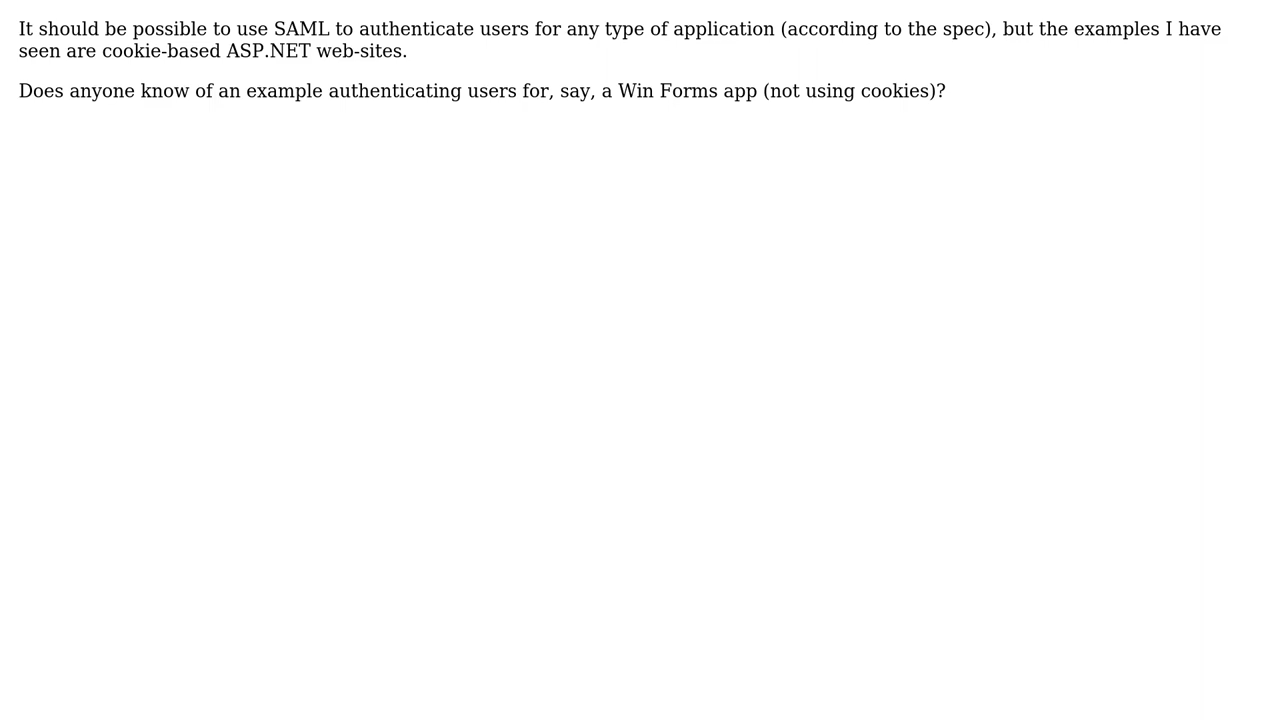 It should be possible to use SAML to authenticate users for any type of application (according to the spec), but the examples I have
seen are cookie-based ASP.NET web-sites.
Does anyone know of an example authenticating users for, say, a Win Forms app (not using cookies)?